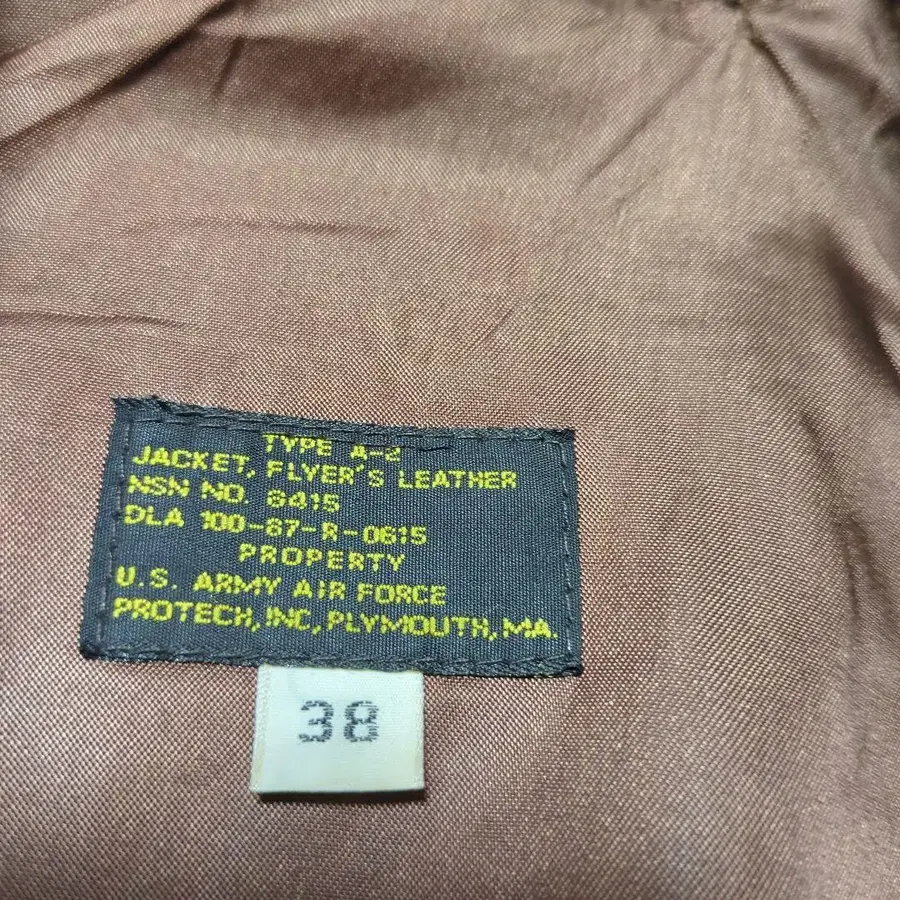 TYPE A-2
JACKET, FLYER'S LEATHER
NSN NO. 8415
DLA 100-87-R-0615
PROPERTY
U.S. ARMY AIR FORCE
PROTECH, INC, PLYMOUTH, MA.
38